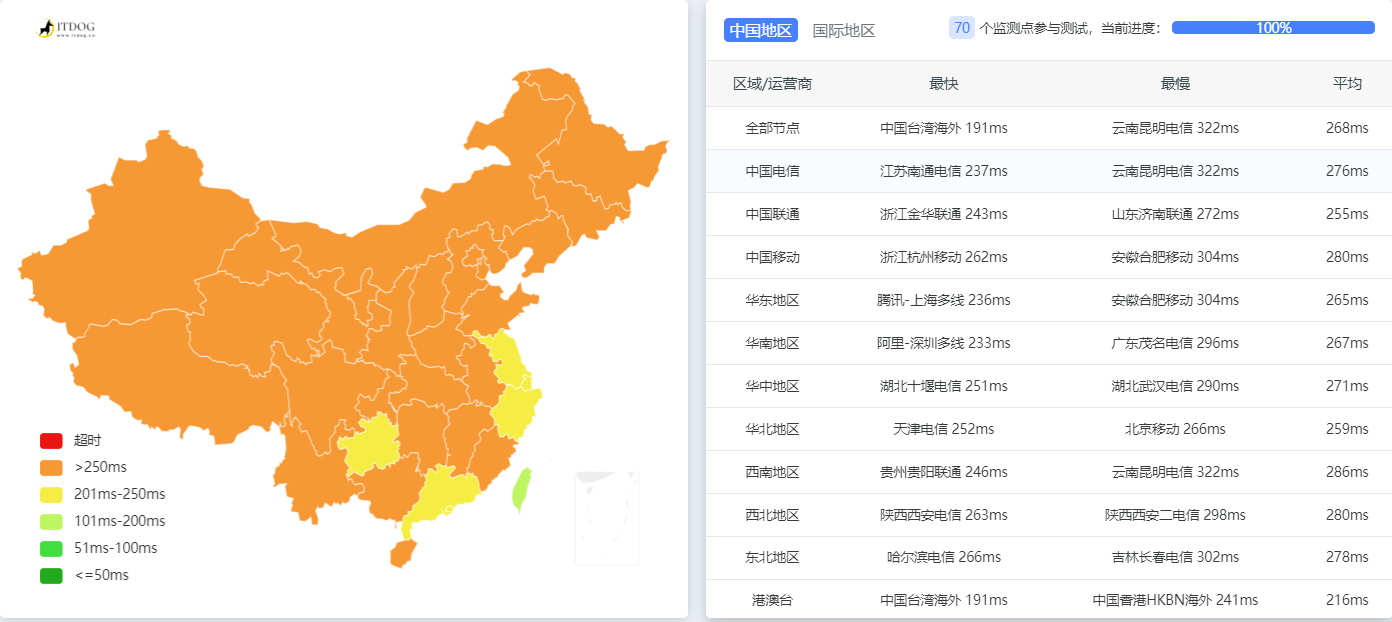 ITDOG
www.itdog.cn
超时
>250ms
201ms-250ms
101ms-200ms
51ms-100ms
<=50ms
中国地区 国际地区 70 个监测点参与测试，当前进度： 100%
区域/运营商 最快 最慢 平均
全部节点 中国台湾海外 191ms 云南昆明电信 322ms 268ms
中国电信 江苏南通电信 237ms 云南昆明电信 322ms 276ms
中国联通 浙江金华联通 243ms 山东济南联通 272ms 255ms
中国移动 浙江杭州移动 262ms 安徽合肥移动 304ms 280ms
华东地区 腾讯-上海多线 236ms 安徽合肥移动 304ms 265ms
华南地区 阿里-深圳多线 233ms 广东茂名电信 296ms 267ms
华中地区 湖北十堰电信 251ms 湖北武汉电信 290ms 271ms
华北地区 天津电信 252ms 北京移动 266ms 259ms
西南地区 贵州贵阳联通 246ms 云南昆明电信 322ms 286ms
西北地区 陕西西安电信 263ms 陕西西安二电信 298ms 280ms
东北地区 哈尔滨电信 266ms 吉林长春电信 302ms 278ms
港澳台 中国台湾海外 191ms 中国香港HKBN海外 241ms 216ms